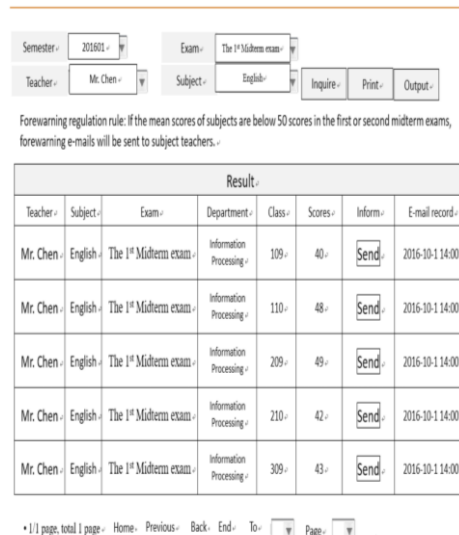 Semester 201601 Exam The 1st Midterm exam
Teacher Mr. Chen Subject English Inquire Print Output
Forewarning regulation rule: If the mean scores of subjects are below 50 scores in the first or second midterm exams,
forewarning e-mails will be sent to subject teachers.
Result
Teacher Subject Exam Department Class Scores Inform E-mail record
Mr. Chen English The 1st Midterm exam Information Processing 109 40 Send 2016-10-1 14:00
Mr. Chen English The 1st Midterm exam Information Processing 110 48 Send 2016-10-1 14:00
Mr. Chen English The 1st Midterm exam Information Processing 209 49 Send 2016-10-1 14:00
Mr. Chen English The 1st Midterm exam Information Processing 210 42 Send 2016-10-1 14:00
Mr. Chen English The 1st Midterm exam Information Processing 309 43 Send 2016-10-1 14:00
• 1/1 page, total 1 page Home Previous Back End To Page